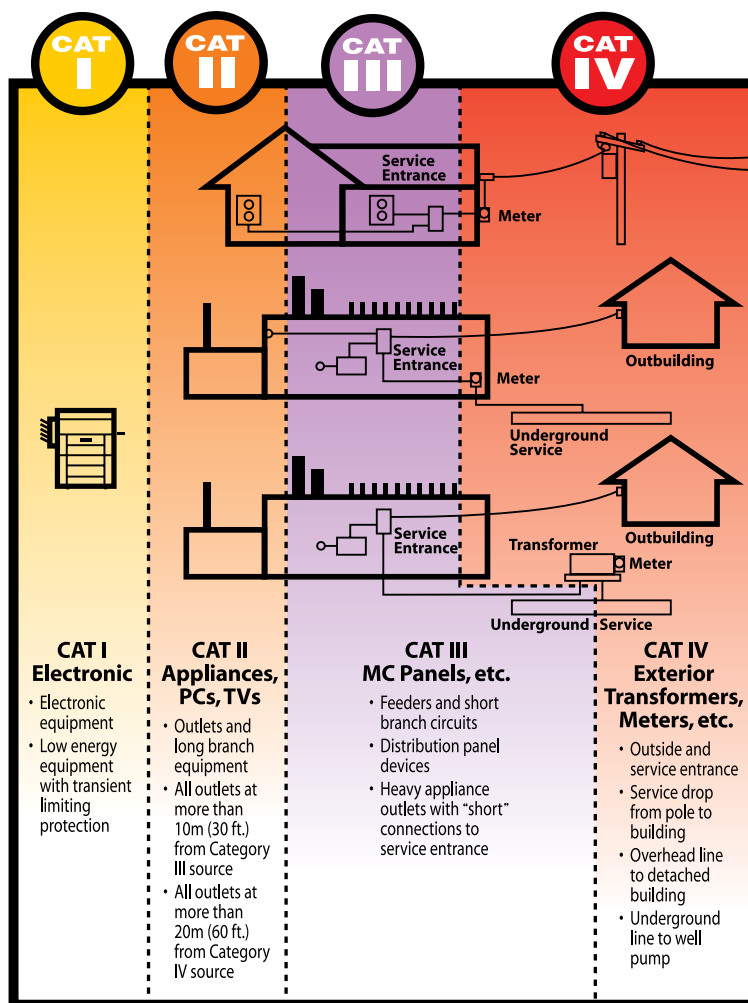 CAT
I
CAT
II
CAT
III
CAT
IV
Service
Entrance
Meter
Service
Entrance
Meter
Outbuilding
Underground
Service
Service
Entrance
Outbuilding
Transformer
Meter
Underground Service
CAT I
Electronic
• Electronic
equipment
• Low energy
equipment
with transient
limiting
protection
CAT II
Appliances,
PCs, TVs
• Outlets and
long branch
equipment
• All outlets at
more than
10m (30 ft.)
from Category
III source
• All outlets at
more than
20m (60 ft.)
from Category
IV source
CAT III
MC Panels, etc.
• Feeders and short
branch circuits
• Distribution panel
devices
• Heavy appliance
outlets with “short”
connections to
service entrance
CAT IV
Exterior
Transformers,
Meters, etc.
• Outside and
service entrance
• Service drop
from pole to
building
• Overhead line
to detached
building
• Underground
line to well
pump